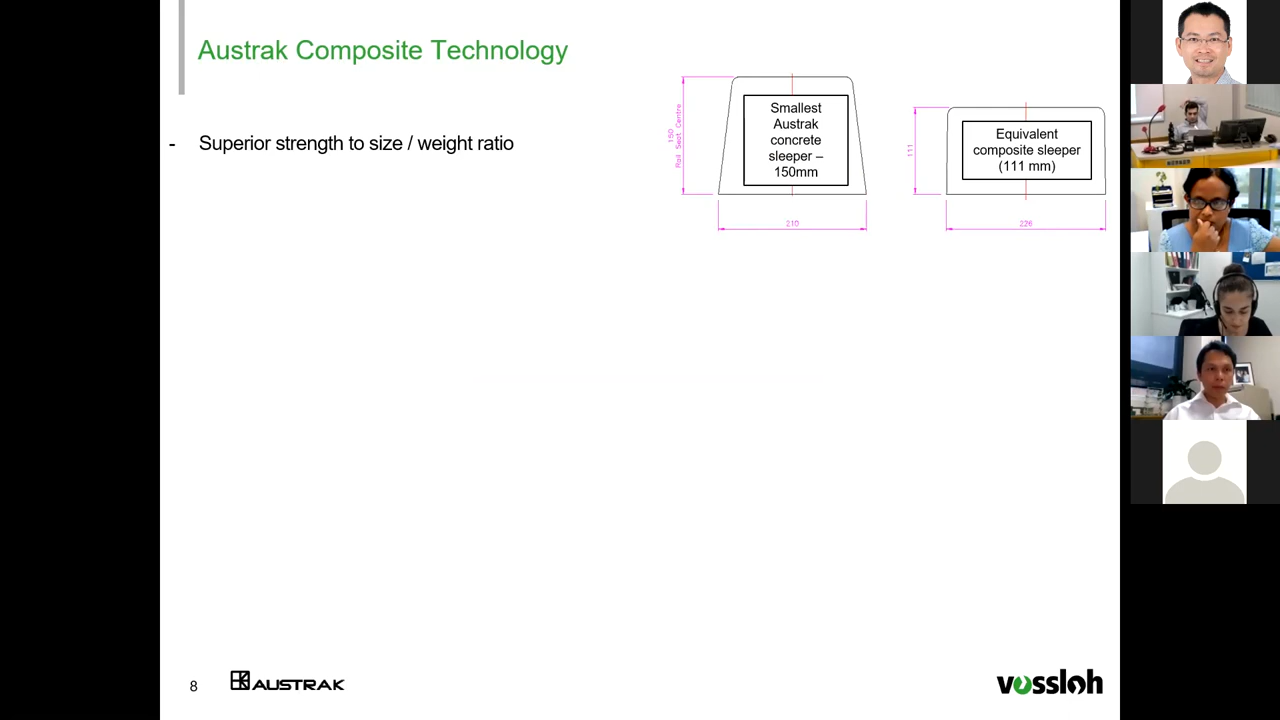 Austrak Composite Technology
- Superior strength to size / weight ratio
150
Rail Seat Centre
Smallest
Austrak
concrete
sleeper –
150mm
210
111
Equivalent
composite sleeper
(111 mm)
226
8
AUSTRAK
vossloh